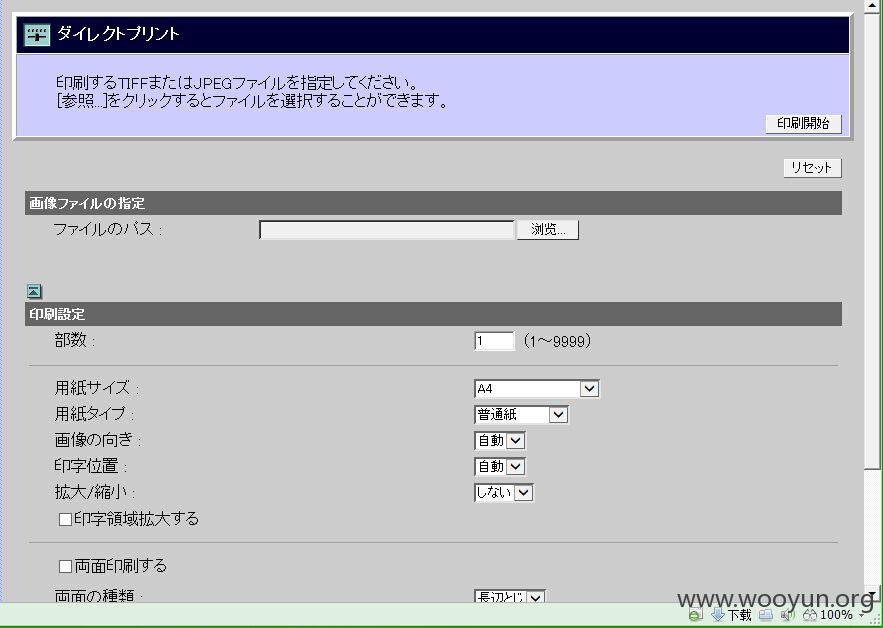 ダイレクトプリント
印刷するTIFFまたはJPEGファイルを指定してください。
[参照...]をクリックするとファイルを選択することができます。
印刷開始
リセット
画像ファイルの指定
ファイルのパス :
浏览...
印刷設定
部数 :
1 (1～9999)
用紙サイズ :
A4
用紙タイプ :
普通紙
画像の向き :
自動
印字位置 :
自動
拡大/縮小 :
しない
印字領域拡大する
両面印刷する
両面の種類 :
長辺とじ
www.wooyun.org
下载
100%